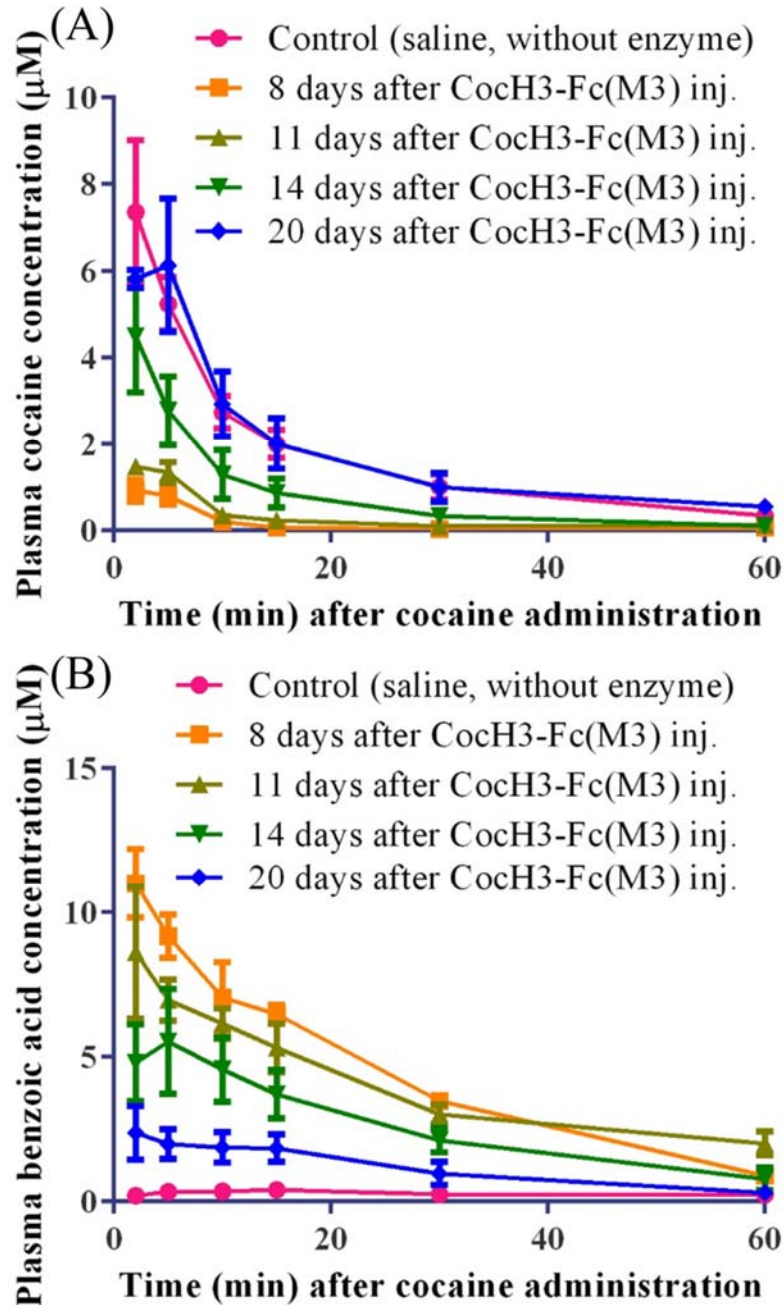 (A)
Control (saline, without enzyme)
8 days after CocH3-Fc(M3) inj.
11 days after CocH3-Fc(M3) inj.
14 days after CocH3-Fc(M3) inj.
20 days after CocH3-Fc(M3) inj.
Plasma cocaine concentration (μM)
10
8
6
4
2
0
0 20 40 60
Time (min) after cocaine administration
(B)
Control (saline, without enzyme)
8 days after CocH3-Fc(M3) inj.
11 days after CocH3-Fc(M3) inj.
14 days after CocH3-Fc(M3) inj.
20 days after CocH3-Fc(M3) inj.
Plasma benzoic acid concentration (μM)
15
10
5
0
0 20 40 60
Time (min) after cocaine administration